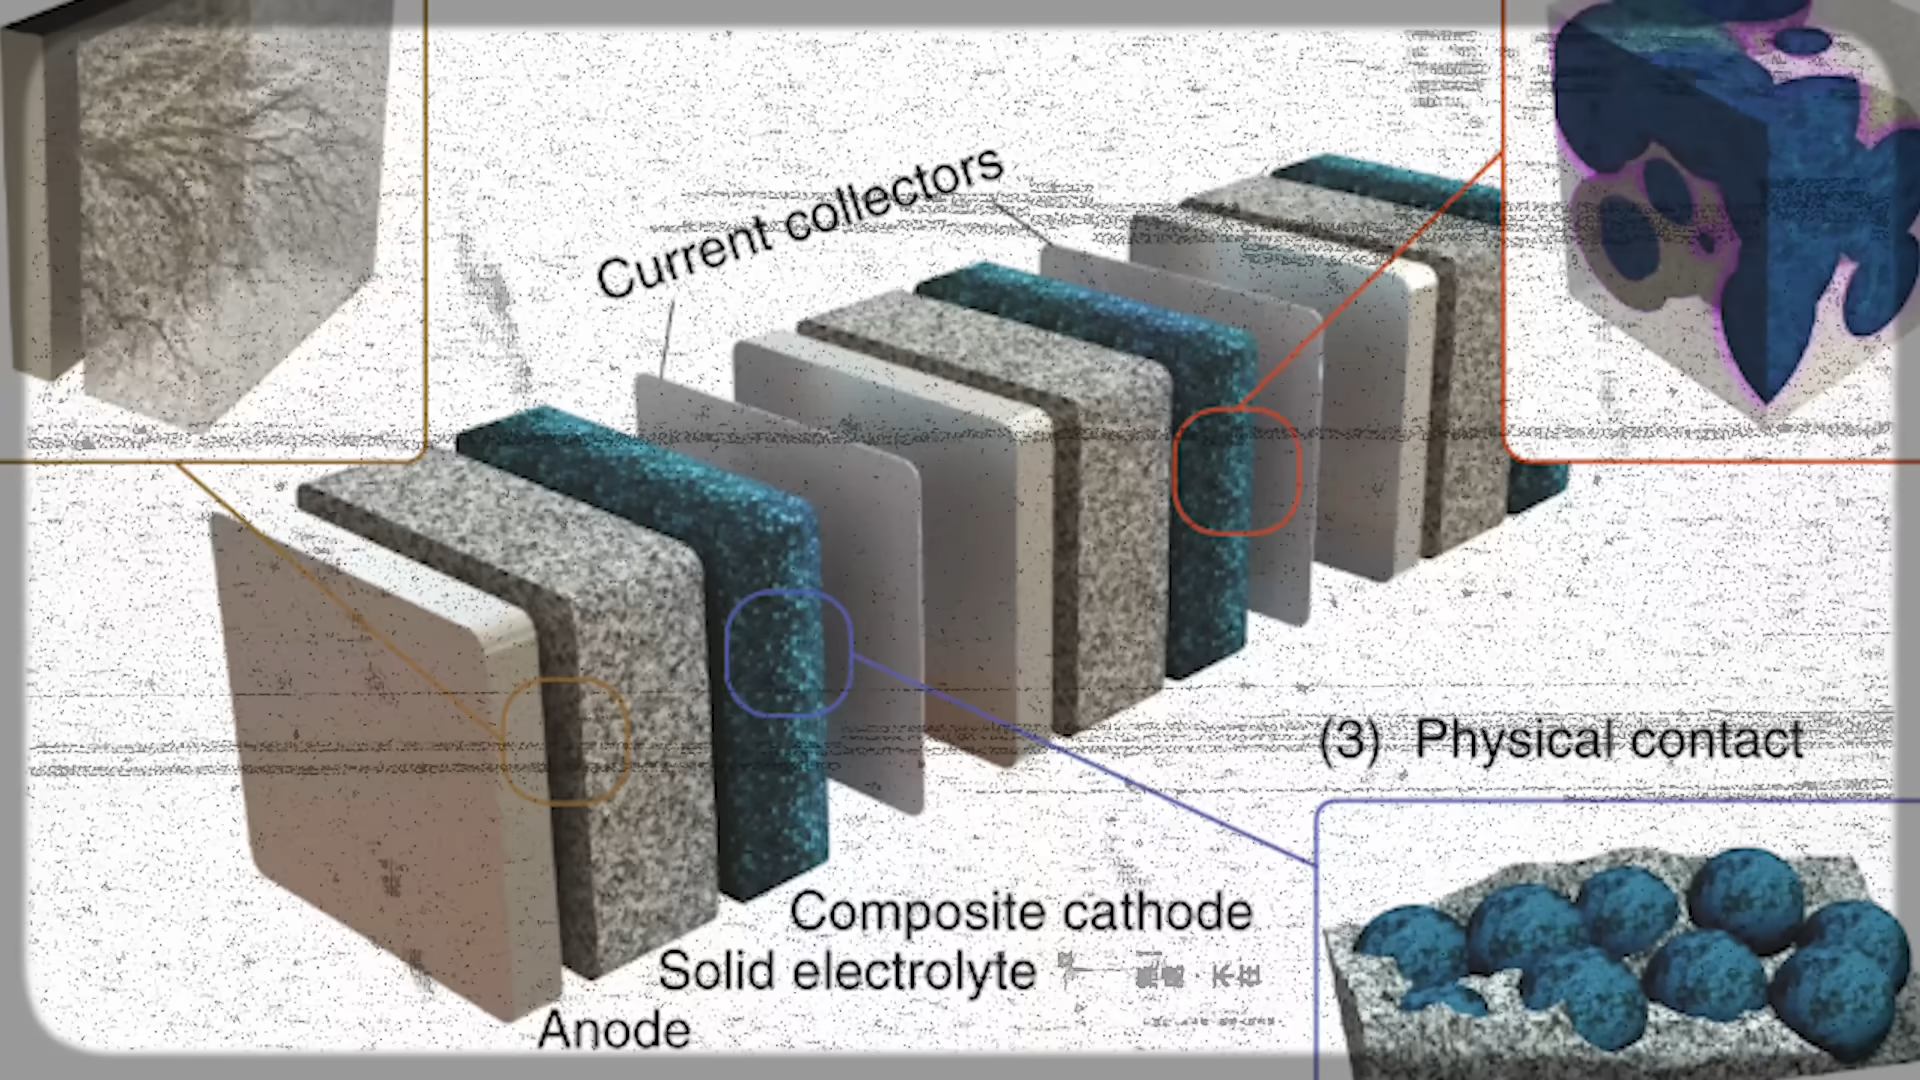 Current collectors
(3) Physical contact
Composite cathode
Solid electrolyte
Anode